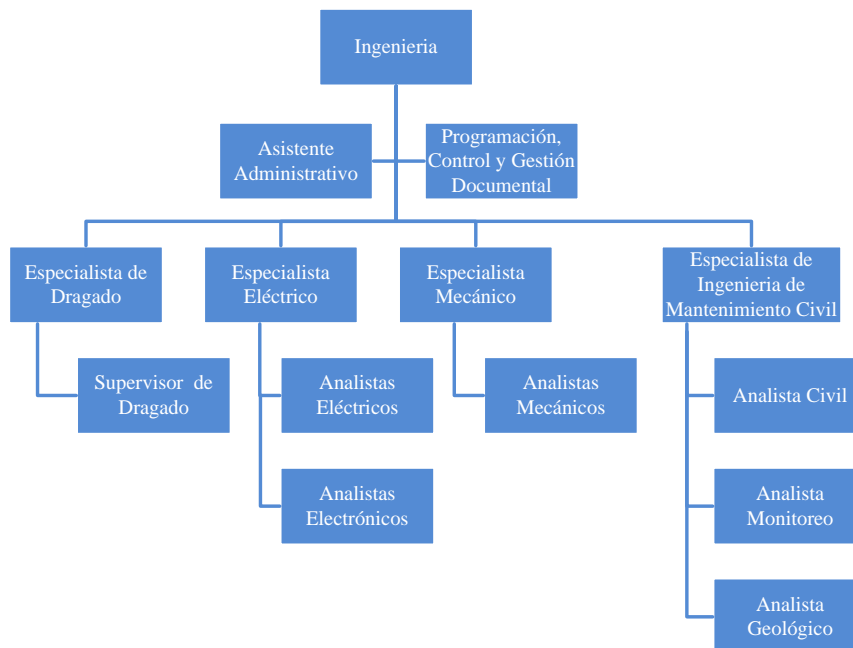 Ingenieria
Asistente
Administrativo
Programación,
Control y Gestión
Documental
Especialista de
Dragado
Especialista
Eléctrico
Especialista
Mecánico
Especialista de
Ingenieria de
Mantenimiento Civil
Supervisor de
Dragado
Analistas
Eléctricos
Analistas
Mecánicos
Analista Civil
Analistas
Electrónicos
Analista
Monitoreo
Analista
Geológico